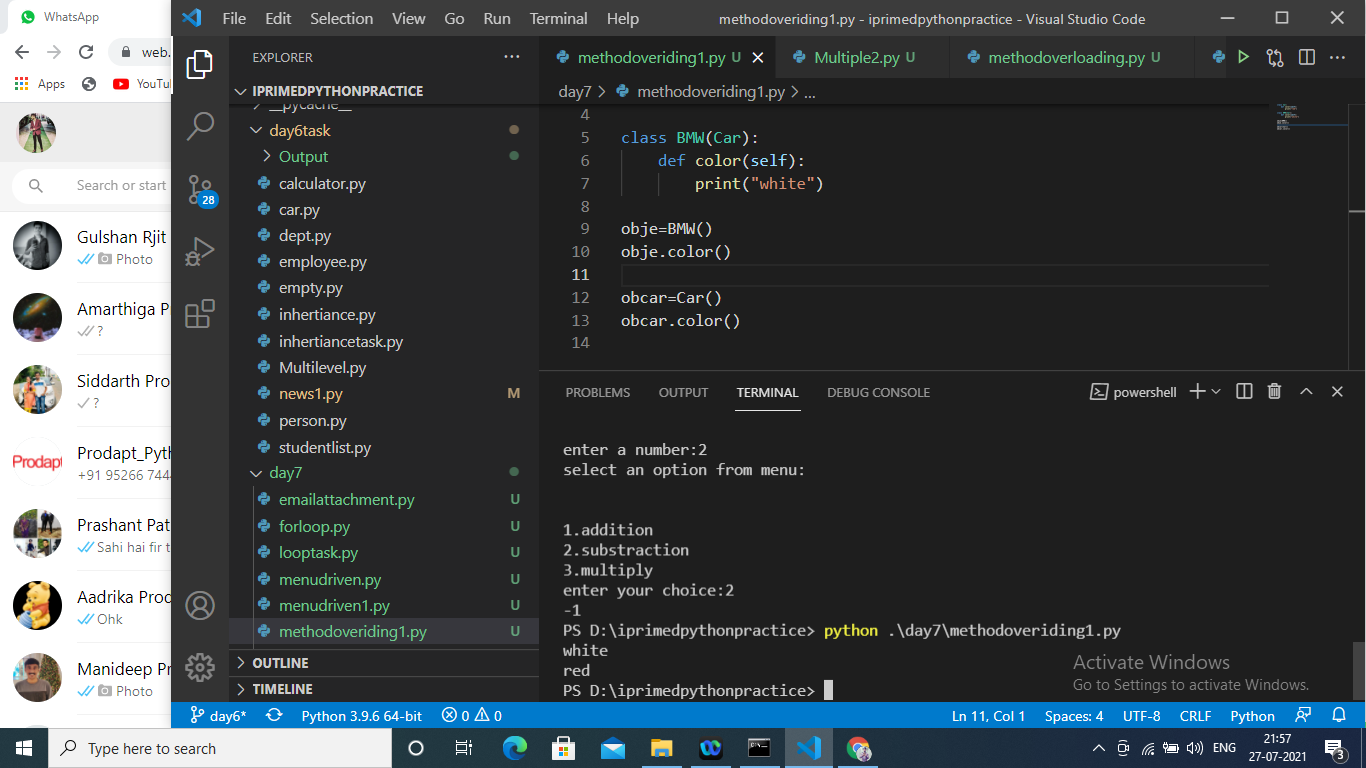 WhatsApp
web.
Apps
YouTu
Search or start
Gulshan Rjit
Photo
Amarthiga P
?
Siddarth Pro
?
Prodapt
Prodapt_Pyth
+91 95266 744
Prashant Pat
Sahi hai fir t
Aadrika Prod
Ohk
Manideep Pr
Photo
File Edit Selection View Go Run Terminal Help
methodoveriding1.py - iprimedpythonpractice - Visual Studio Code
28
EXPLORER
IPRIMEDPYTHONPRACTICE
__pycache__
day6task
Output
calculator.py
car.py
dept.py
employee.py
empty.py
inhertiance.py
inhertiancetask.py
Multilevel.py
news1.py M
person.py
studentlist.py
day7
emailattachment.py U
forloop.py U
looptask.py U
menudriven.py U
menudriven1.py U
methodoveriding1.py U
OUTLINE
TIMELINE
methodoveriding1.py U
Multiple2.py U
methodoverloading.py U
day7 > methodoveriding1.py > ...
4
5 class BMW(Car):
6 def color(self):
7 print("white")
8
9 obje=BMW()
10 obje.color()
11
12 obcar=Car()
13 obcar.color()
14
PROBLEMS OUTPUT TERMINAL DEBUG CONSOLE
powershell
enter a number:2
select an option from menu:
1.addition
2.substraction
3.multiply
enter your choice:2
-1
PS D:\iprimedpythonpractice> python .\day7\methodoveriding1.py
white
red
PS D:\iprimedpythonpractice>
Activate Windows
Go to Settings to activate Windows.
day6* Python 3.9.6 64-bit 0 0
Ln 11, Col 1 Spaces: 4 UTF-8 CRLF Python
Type here to search
ENG
21:57
27-07-2021
3